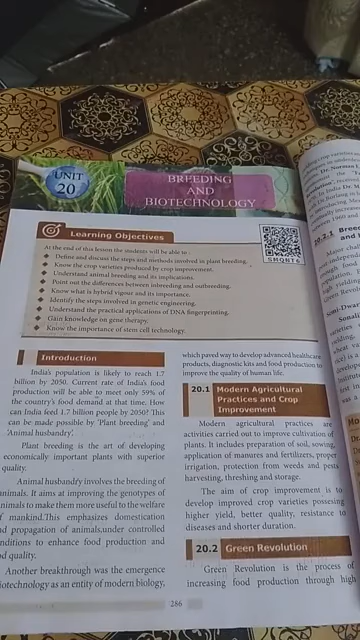 UNIT
20
BREEDING
AND
BIOTECHNOLOGY
Learning Objectives
At the end of this lesson the students will be able to :
Define and discuss the steps and methods involved in plant breeding.
Know the crop varieties produced by crop improvement.
Understand animal breeding and its implications.
Point out the differences between inbreeding and outbreeding.
Know what is hybrid vigour and its importance.
Identify the steps involved in genetic engineering.
Understand the practical applications of DNA fingerprinting.
Gain knowledge on gene therapy.
Know the importance of stem cell technology.
SMQNT6
Introduction
India's population is likely to reach 1.7
billion by 2050. Current rate of India's food
production will be able to meet only 59% of
the country's food demand at that time. How
can India feed 1.7 billion people by 2050? This
can be made possible by 'Plant breeding' and
'Animal husbandry'.
Plant breeding is the art of developing
economically important plants with superior
quality.
Animal husbandry involves the breeding of
animals. It aims at improving the genotypes of
animals to make them more useful to the welfare
of mankind.This emphasizes domestication
and propagation of animals under controlled
conditions to enhance food production and
food quality.
Another breakthrough was the emergence
biotechnology as an entity of modern biology,
which paved way to develop advanced healthcare
products, diagnostic kits and food production to
improve the quality of human life.
20.1 Modern Agricultural
Practices and Crop
Improvement
Modern agricultural practices are
activities carried out to improve cultivation of
plants. It includes preparation of soil, sowing,
application of manures and fertilizers, proper
irrigation, protection from weeds and pests
harvesting, threshing and storage.
The aim of crop improvement is to
develop improved crop varieties possesing
higher yield, better quality, resistance to
diseases and shorter duration.
20.2 Green Revolution
Green Revolution is the process of
increasing food production through high
286
20.2.1 Breed